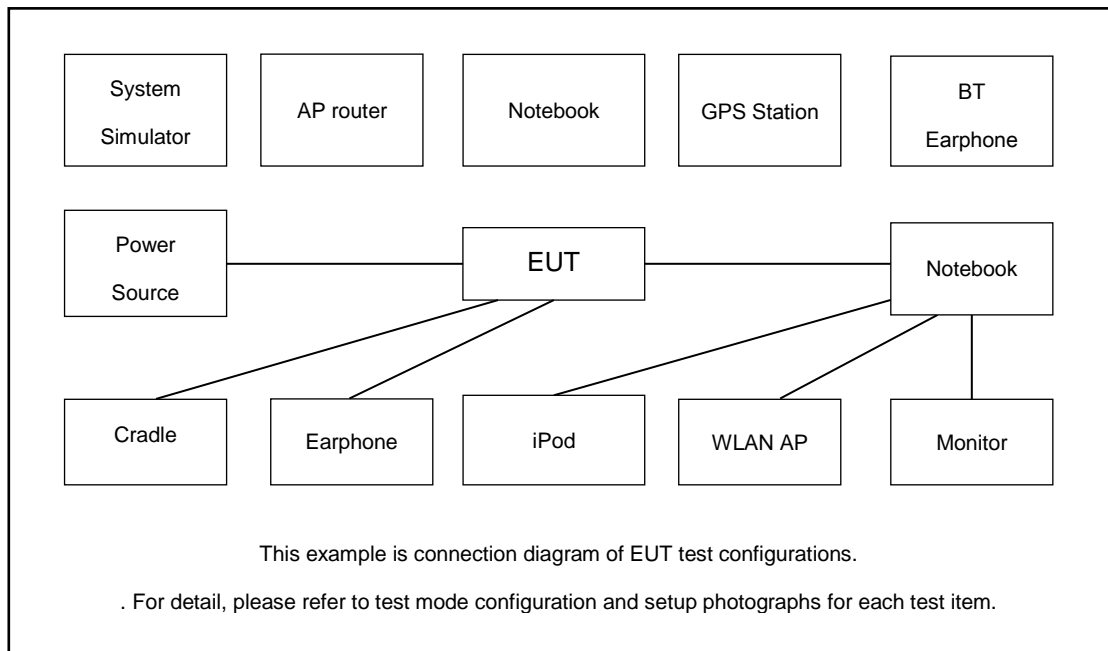 System
Simulator
AP router
Notebook
GPS Station
BT
Earphone
Power
Source
EUT
Notebook
Cradle
Earphone
iPod
WLAN AP
Monitor
This example is connection diagram of EUT test configurations.
. For detail, please refer to test mode configuration and setup photographs for each test item.